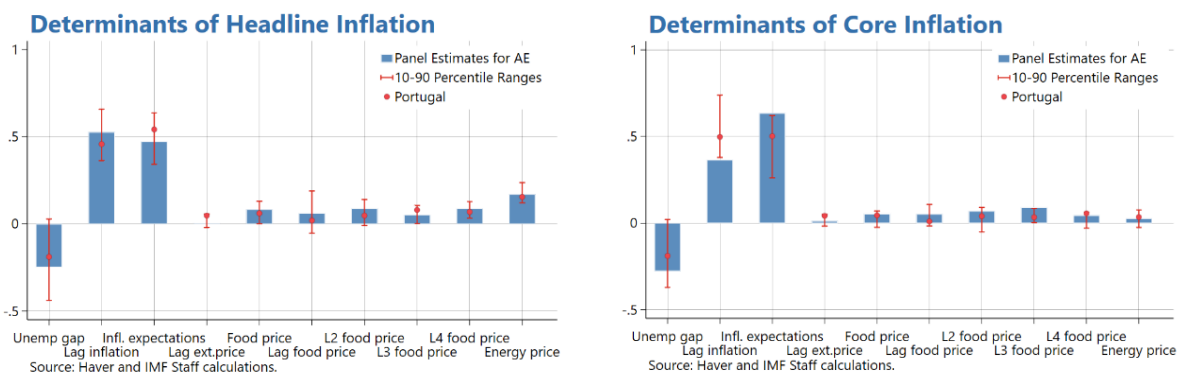 Determinants of Headline Inflation
1
.5
0
-.5
Panel Estimates for AE
10-90 Percentile Ranges
Portugal
Unemp gap
Lag inflation
Infl. expectations
Lag ext.price
Food price
Lag food price
L2 food price
L3 food price
L4 food price
Energy price
Source: Haver and IMF Staff calculations.
Determinants of Core Inflation
1
.5
0
-.5
Panel Estimates for AE
10-90 Percentile Ranges
Portugal
Unemp gap
Lag inflation
Infl. expectations
Lag ext.price
Food price
Lag food price
L2 food price
L3 food price
L4 food price
Energy price
Source: Haver and IMF Staff calculations.